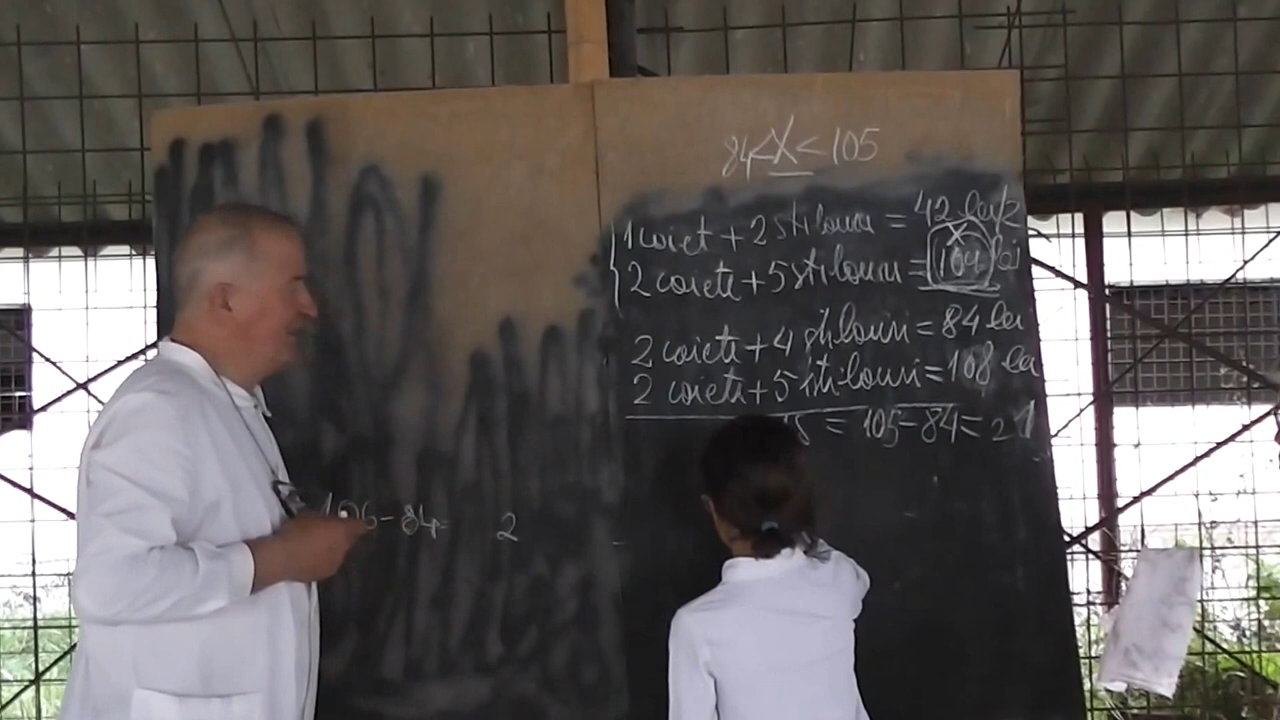 84<X<105
1 caiet + 2 stilouri = 42 lei/2
X
2 caiete + 5 stilouri = 104 lei
2 caiete + 4 stilouri = 84 lei
2 caiete + 5 stilouri = 108 lei
= 105-84= 21
106-84= 2